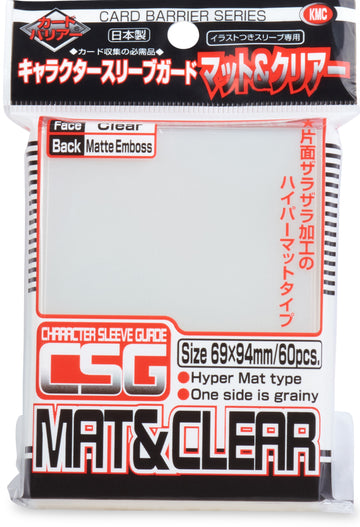 カード
バリアー
CARD BARRIER SERIES
KMC
日本製
イラストつきスリーブ専用
◆カード収集の必需品◆
キャラクタースリーブガード マット&クリアー
Face Clear
Back Matte Emboss
★片面ザラザラ加工の
ハイパーマットタイプ
CHARACTER SLEEVE GUADE
CSG
Size 69×94mm/60pcs.
●Hyper Mat type
●One side is grainy
MAT&CLEAR